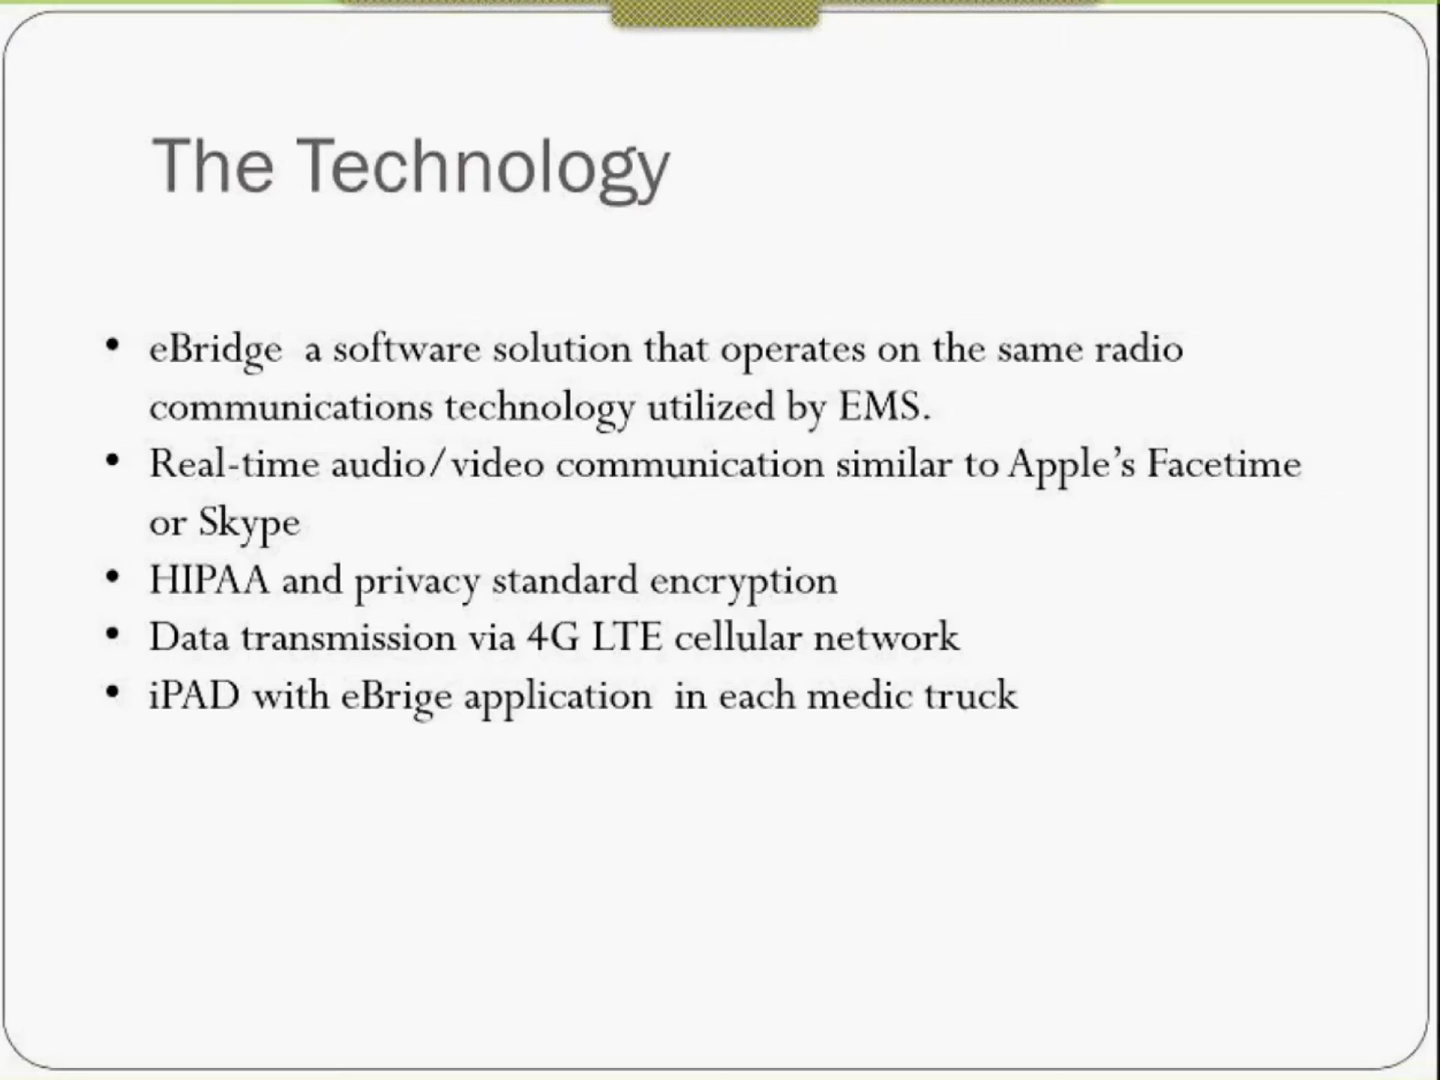 The Technology
• eBridge  a software solution that operates on the same radio
communications technology utilized by EMS.
• Real-time audio/video communication similar to Apple’s Facetime
or Skype
• HIPAA and privacy standard encryption
• Data transmission via 4G LTE cellular network
• iPAD with eBrige application  in each medic truck